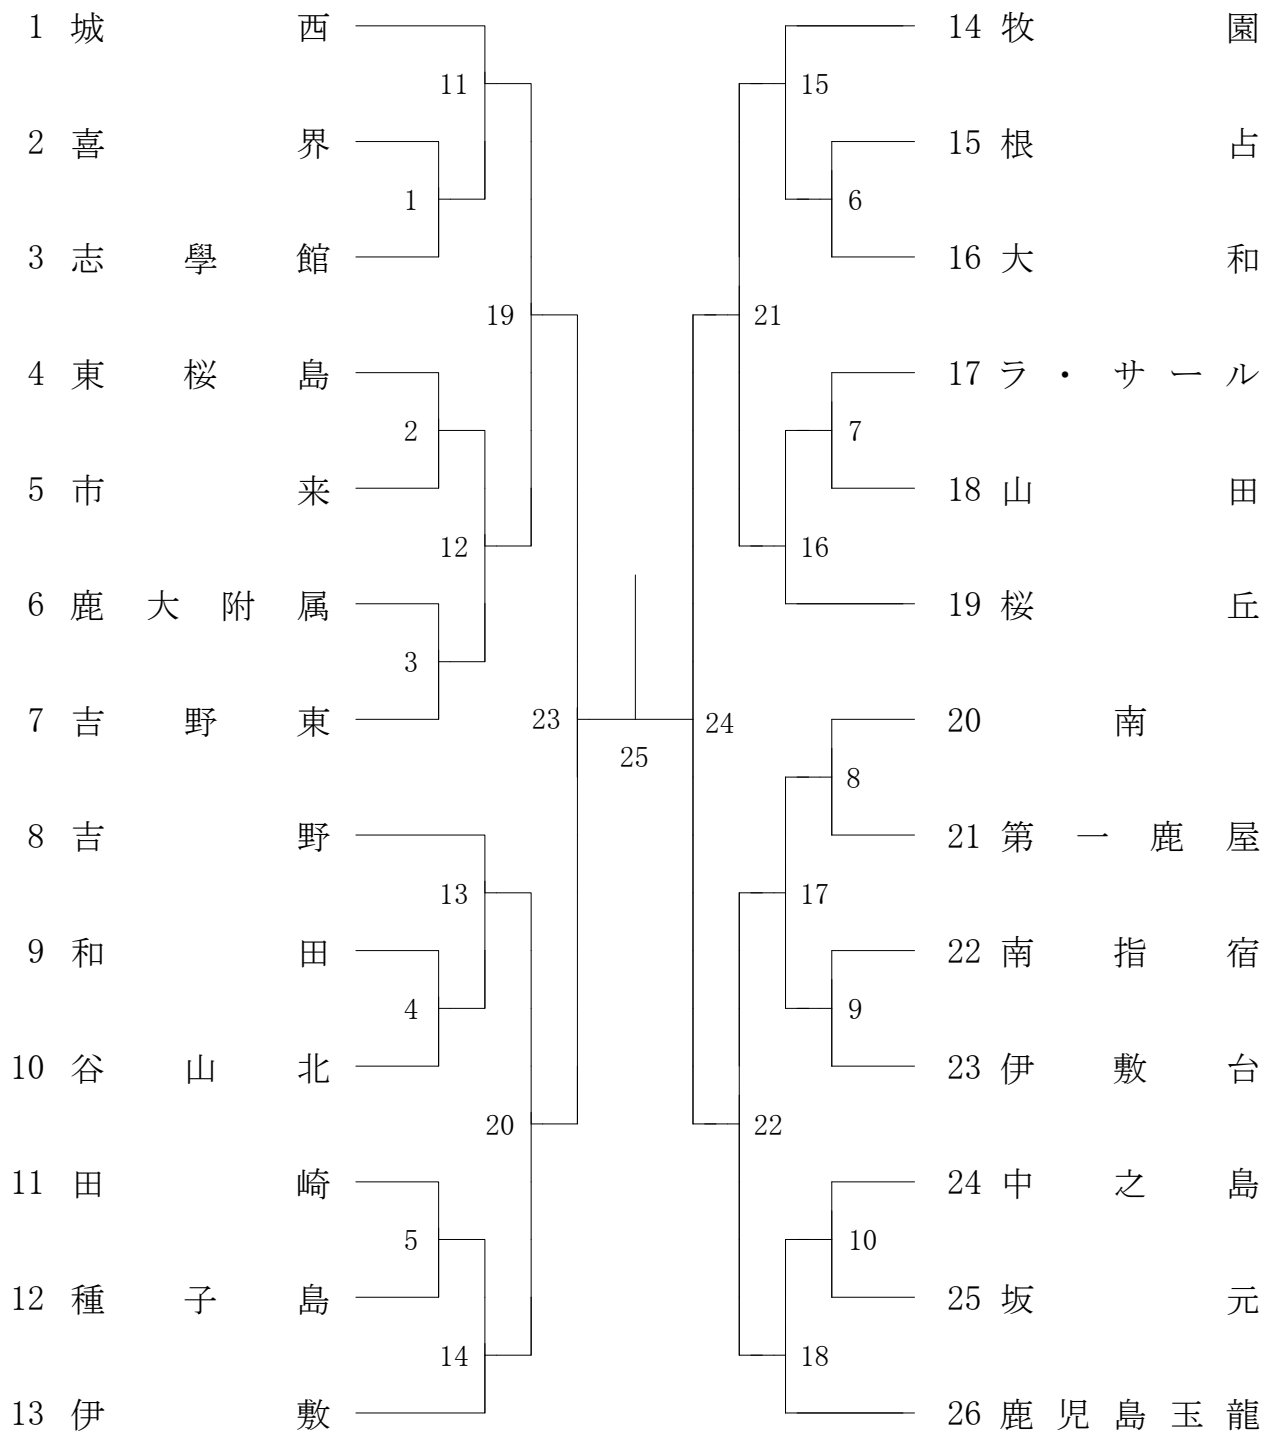 1 城西
11
2 喜界
1
3 志學館
19
4 東桜島
2
5 市来
12
6 鹿大附属
3
7 吉野東
23
8 吉野
13
9 和田
4
10 谷山北
20
11 田崎
5
12 種子島
14
13 伊敷
25
14 牧園
15
15 根占
6
16 大和
21
17 ラ・サール
7
18 山田
16
19 桜丘
24
20 南
8
21 第一鹿屋
17
22 南指宿
9
23 伊敷台
22
24 中之島
10
25 坂元
18
26 鹿児島玉龍